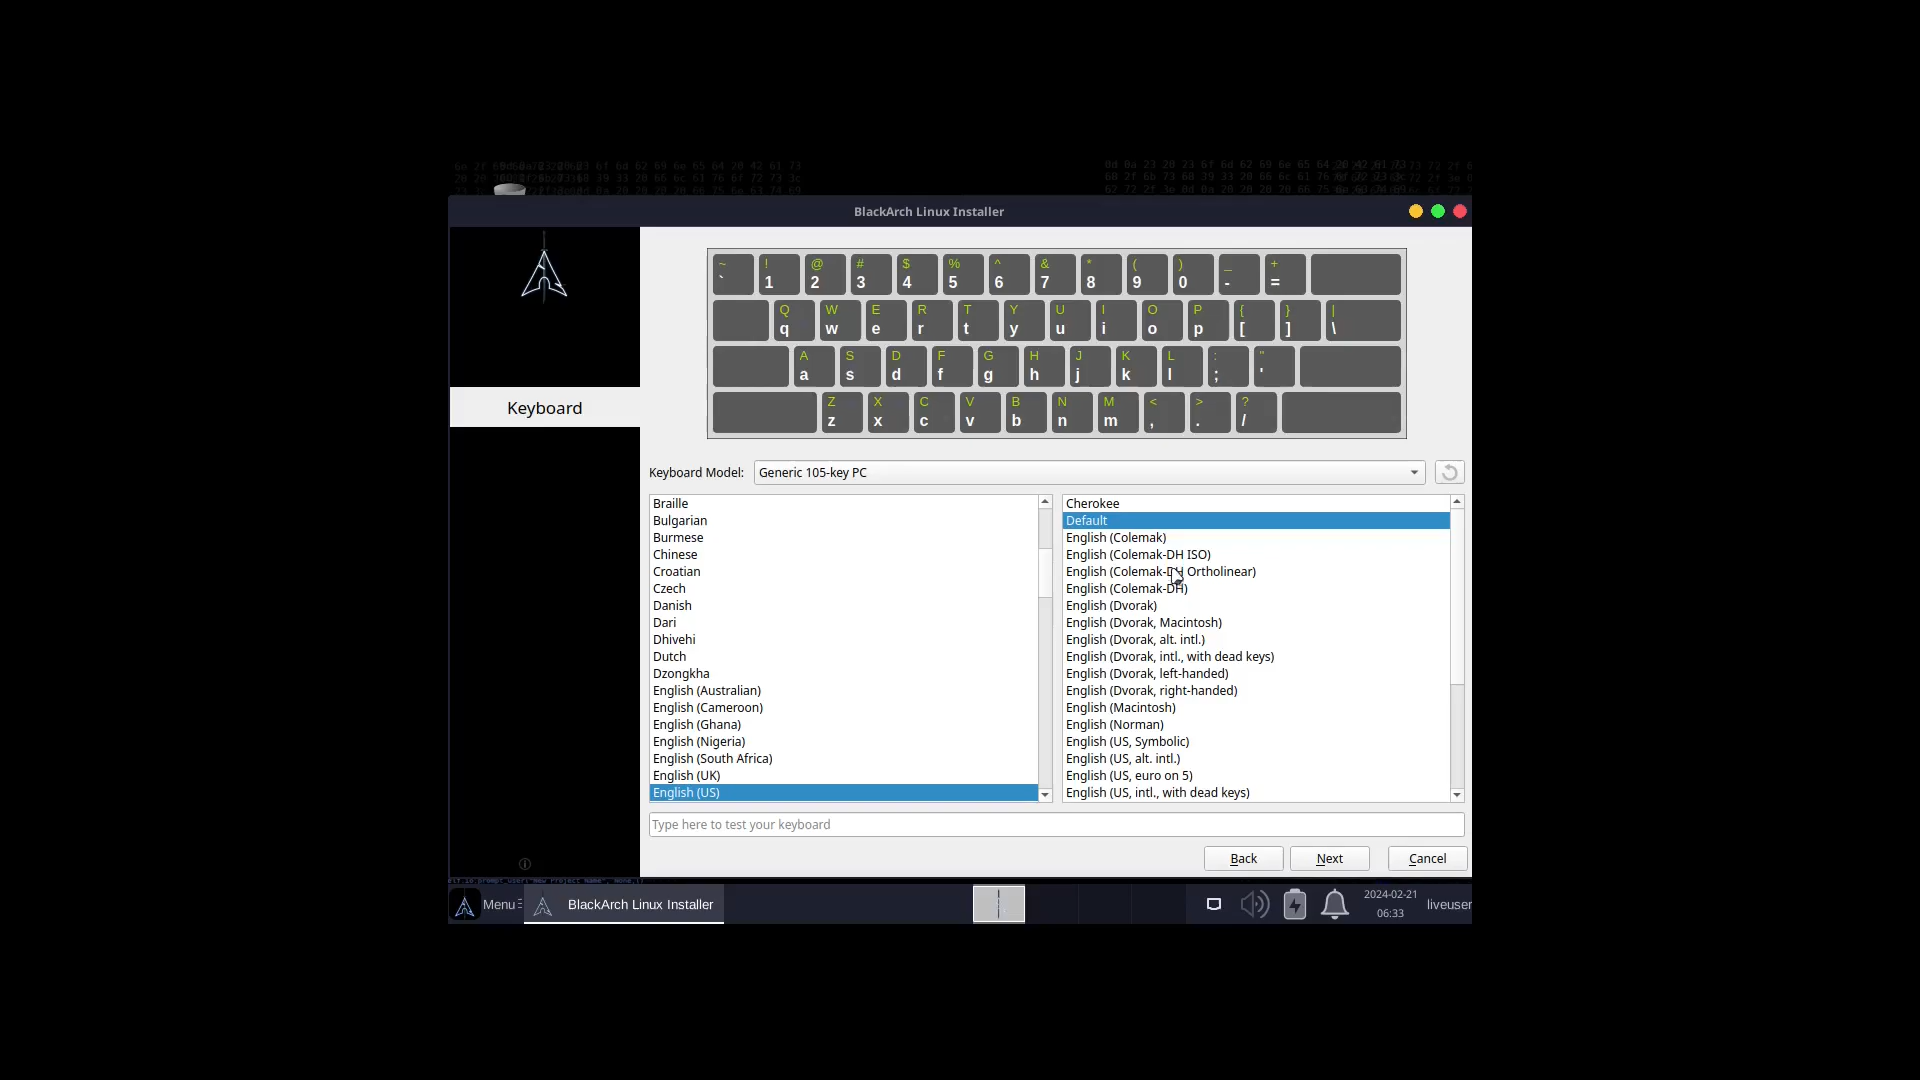 BlackArch Linux Installer
~ ! @ # $ % ^ & * ( ) _ +
` 1 2 3 4 5 6 7 8 9 0 - =
Q W E R T Y U I O P { } |
q w e r t y u i o p [ ] \
A S D F G H J K L : "
a s d f g h j k l ; '
Z X C V B N M < > ?
z x c v b n m , . /
Keyboard
Keyboard Model: Generic 105-key PC
Braille
Bulgarian
Burmese
Chinese
Croatian
Czech
Danish
Dari
Dhivehi
Dutch
Dzongkha
English (Australian)
English (Cameroon)
English (Ghana)
English (Nigeria)
English (South Africa)
English (UK)
English (US)
Cherokee
Default
English (Colemak)
English (Colemak-DH ISO)
English (Colemak-DH Ortholinear)
English (Colemak-DH)
English (Dvorak)
English (Dvorak, Macintosh)
English (Dvorak, alt. intl.)
English (Dvorak, intl., with dead keys)
English (Dvorak, left-handed)
English (Dvorak, right-handed)
English (Macintosh)
English (Norman)
English (US, Symbolic)
English (US, alt. intl.)
English (US, euro on 5)
English (US, intl., with dead keys)
Type here to test your keyboard
Back Next Cancel
Menu BlackArch Linux Installer
2024-02-21
06:33
liveuser